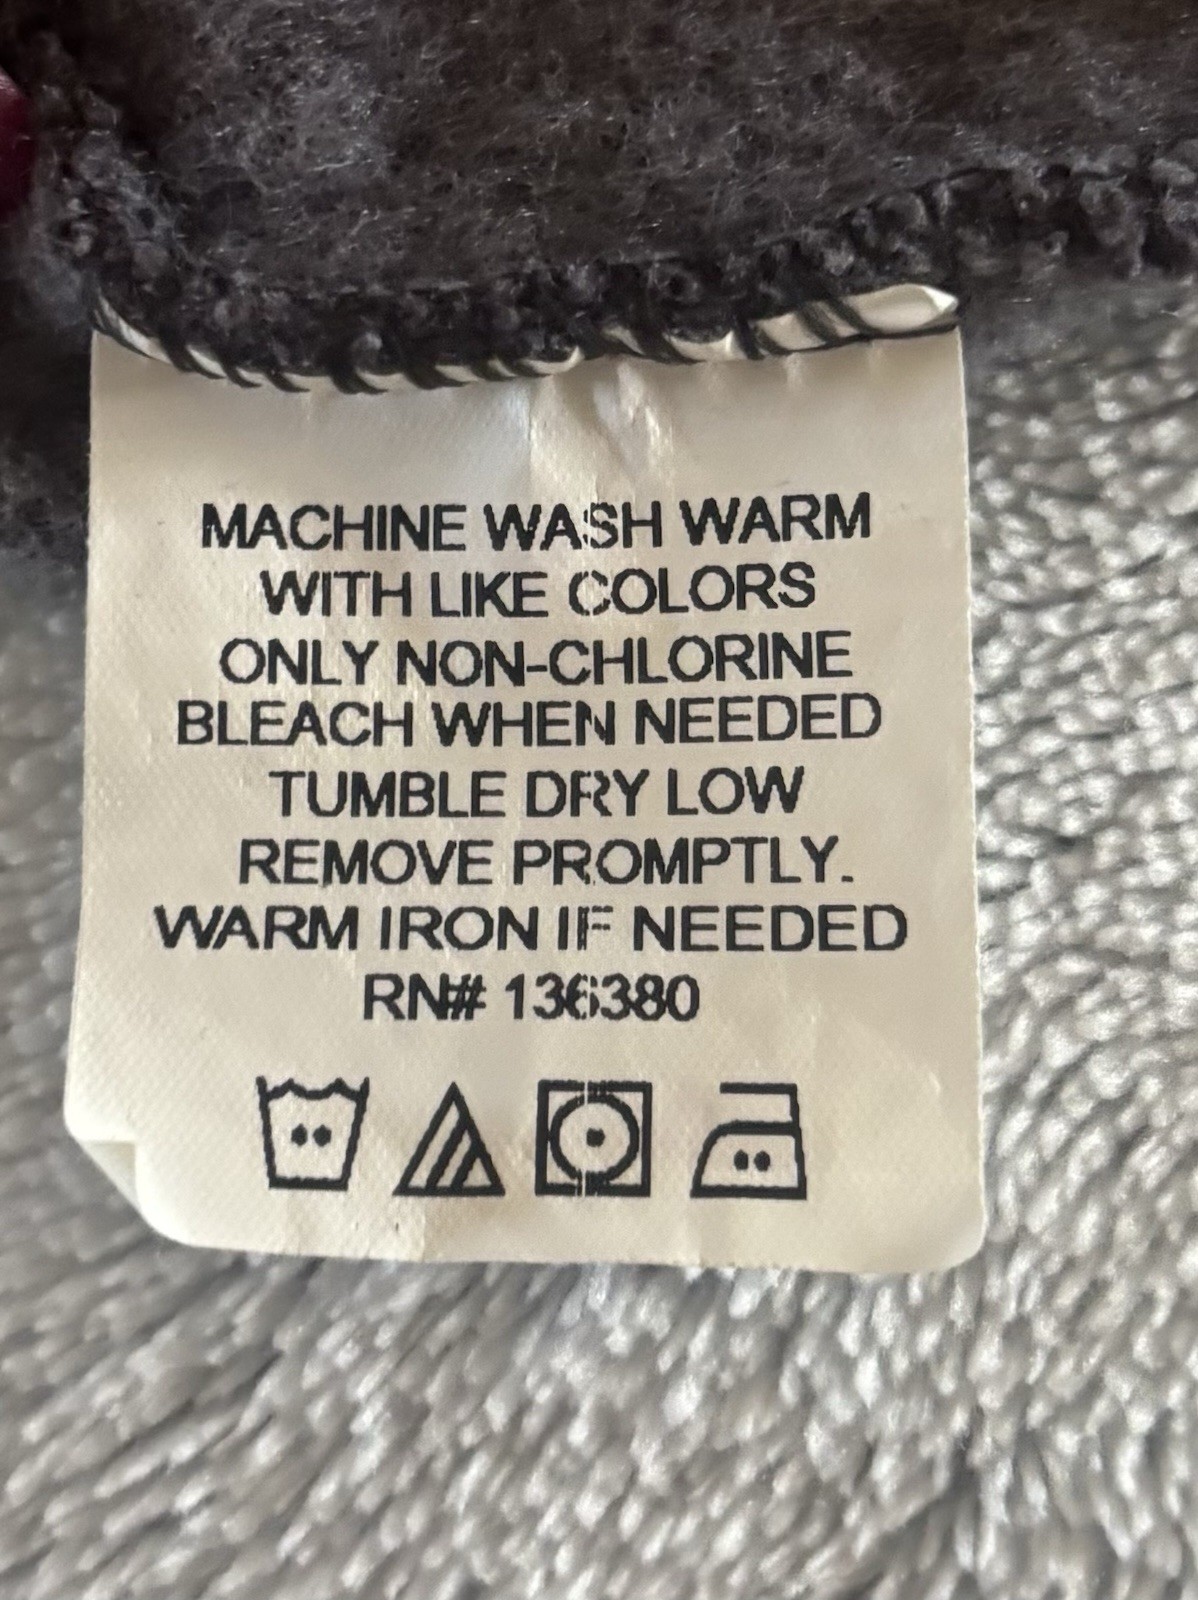 MACHINE WASH WARM
WITH LIKE COLORS
ONLY NON-CHLORINE
BLEACH WHEN NEEDED
TUMBLE DRY LOW
REMOVE PROMPTLY.
WARM IRON IF NEEDED
RN# 136380